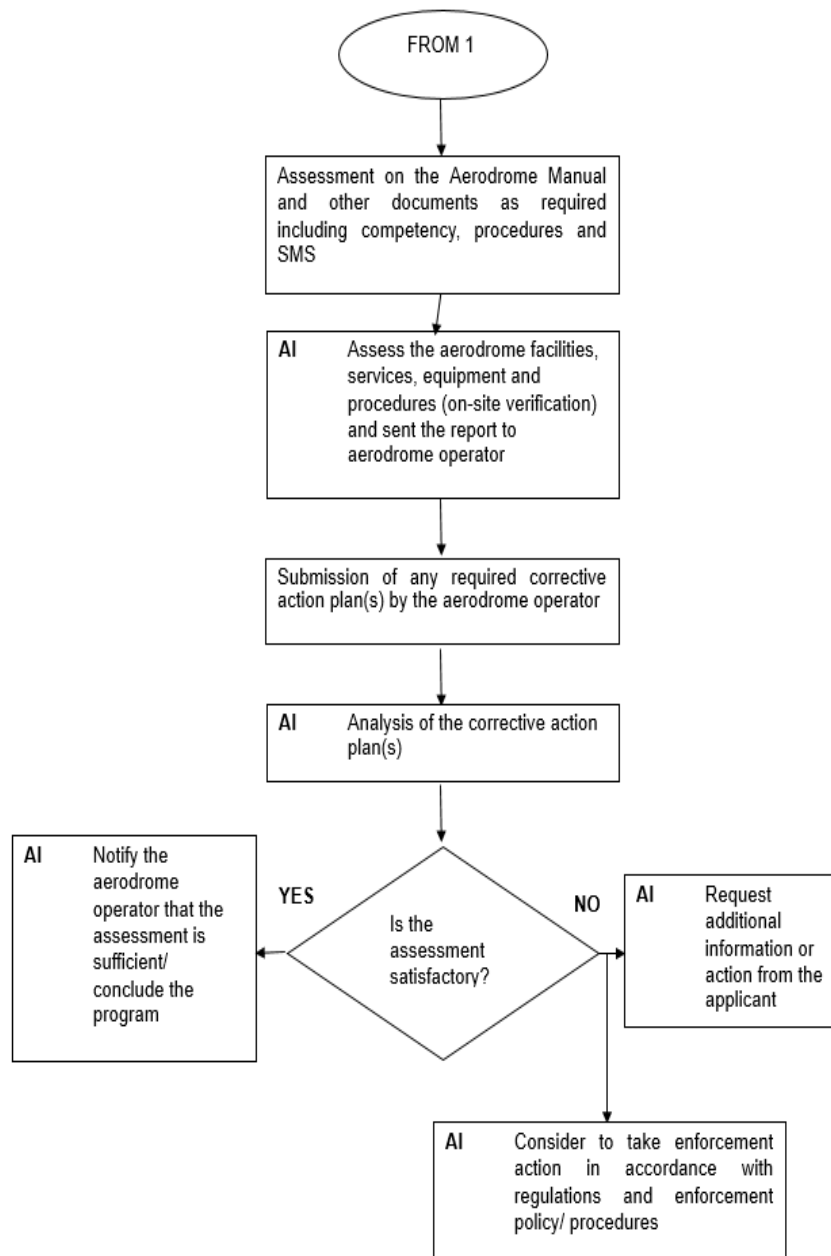 FROM 1
Assessment on the Aerodrome Manual
and other documents as required
including competency, procedures and
SMS
AI Assess the aerodrome facilities,
services, equipment and
procedures (on-site verification)
and sent the report to
aerodrome operator
Submission of any required corrective
action plan(s) by the aerodrome operator
AI Analysis of the corrective action
plan(s)
AI Notify the
aerodrome
operator that the
assessment is
sufficient/
conclude the
program
YES
Is the
assessment
satisfactory?
NO
AI Request
additional
information or
action from the
applicant
AI Consider to take enforcement
action in accordance with
regulations and enforcement
policy/ procedures